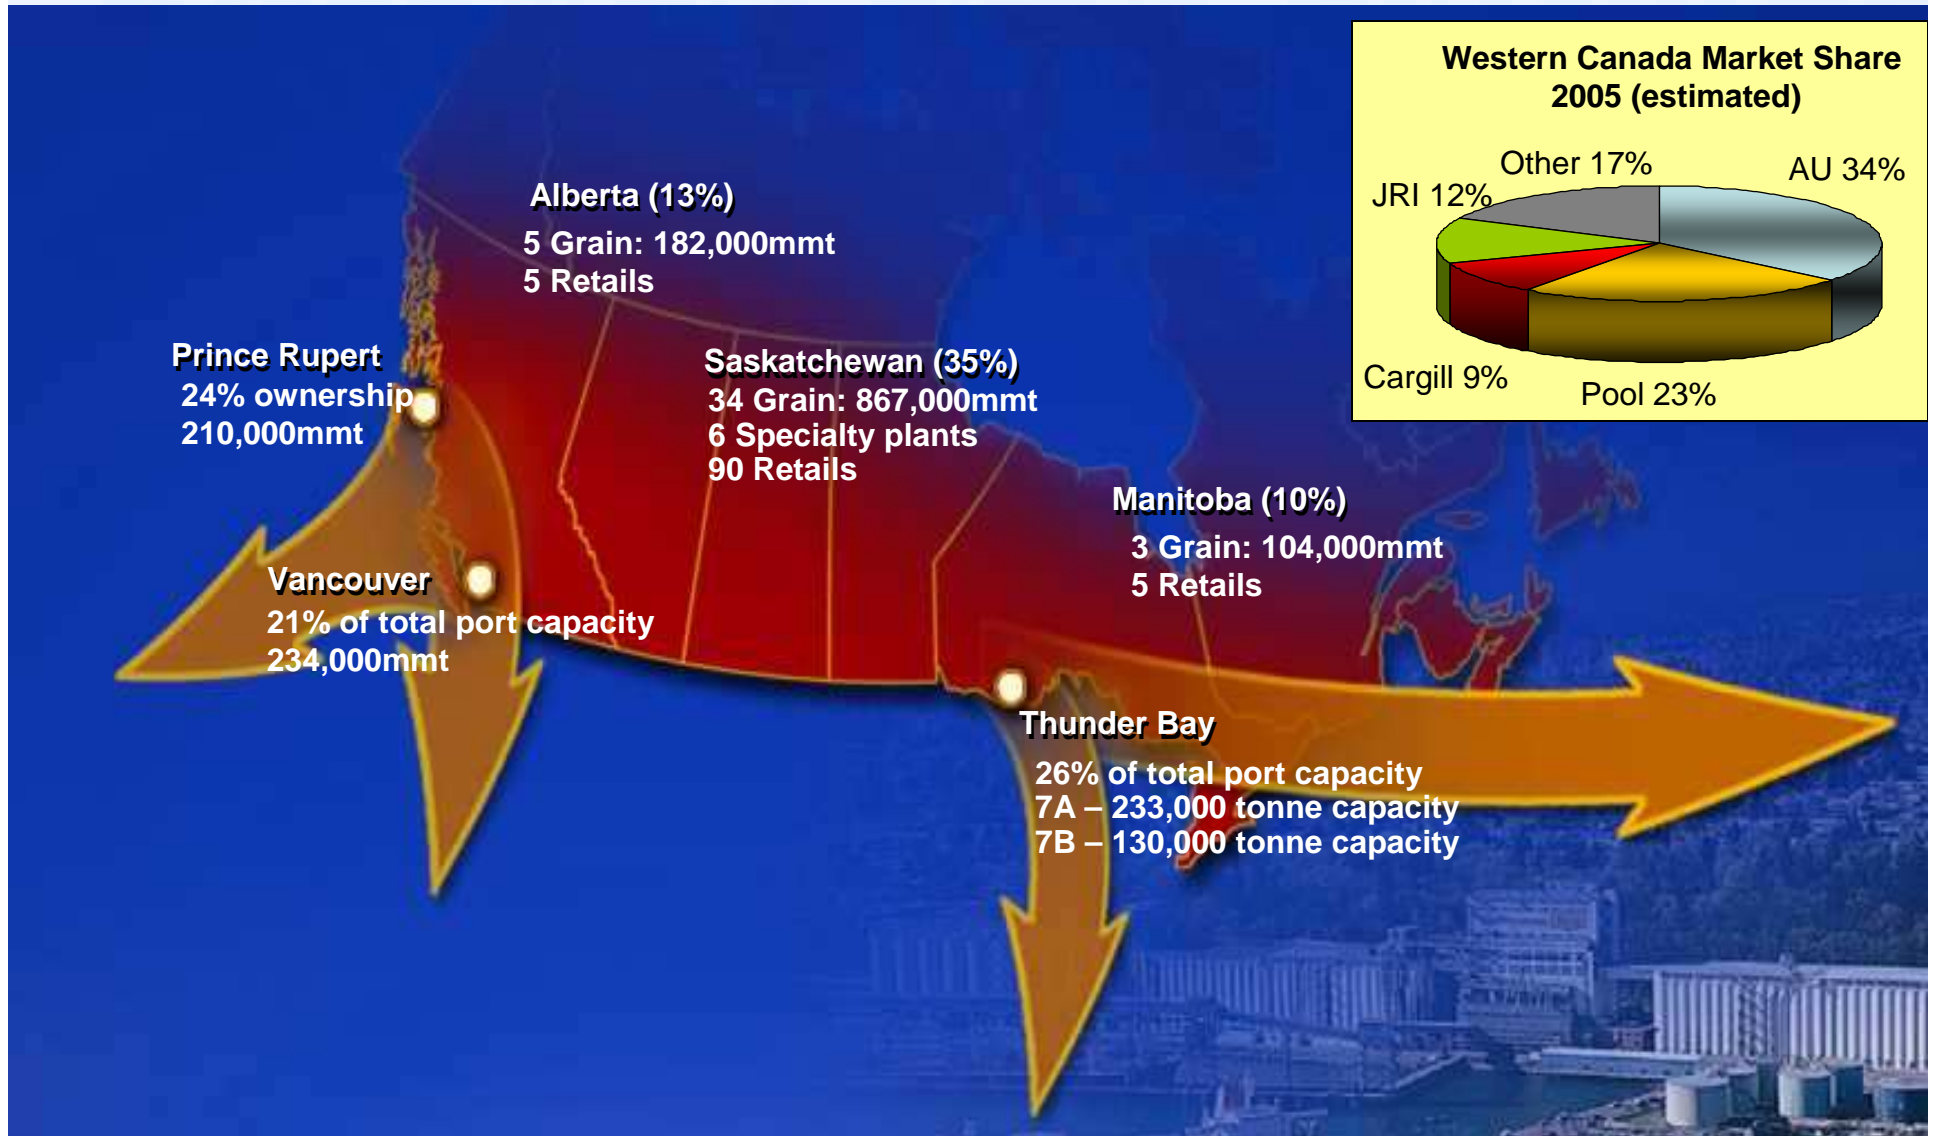 Western Canada Market Share
2005 (estimated)
Other 17%
AU 34%
JRI 12%
Cargill 9%
Pool 23%
Alberta (13%)
5 Grain: 182,000mmt
5 Retails
Prince Rupert
24% ownership
210,000mmt
Saskatchewan (35%)
34 Grain: 867,000mmt
6 Specialty plants
90 Retails
Manitoba (10%)
3 Grain: 104,000mmt
5 Retails
Vancouver
21% of total port capacity
234,000mmt
Thunder Bay
26% of total port capacity
7A – 233,000 tonne capacity
7B – 130,000 tonne capacity